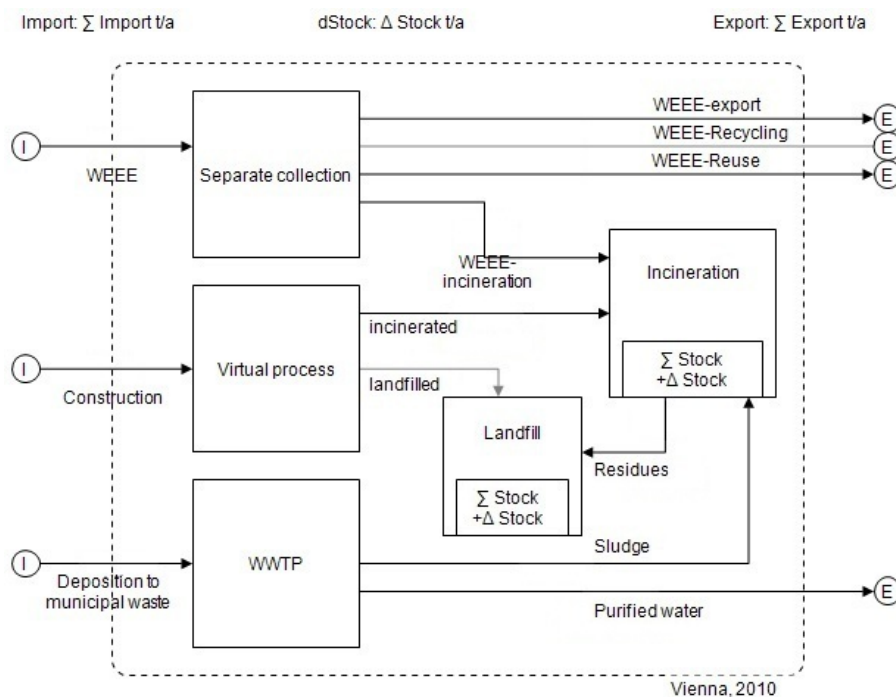 Import: ∑ Import t/a
dStock: Δ Stock t/a
Export: ∑ Export t/a
WEEE-export
E
I
WEEE
Separate collection
WEEE-Recycling
E
WEEE-Reuse
E
WEEE-
incineration
Incineration
∑ Stock
+Δ Stock
I
Construction
Virtual process
incinerated
landfilled
Landfill
∑ Stock
+Δ Stock
Residues
I
Deposition to
municipal waste
WWTP
Sludge
Purified water
E
Vienna, 2010